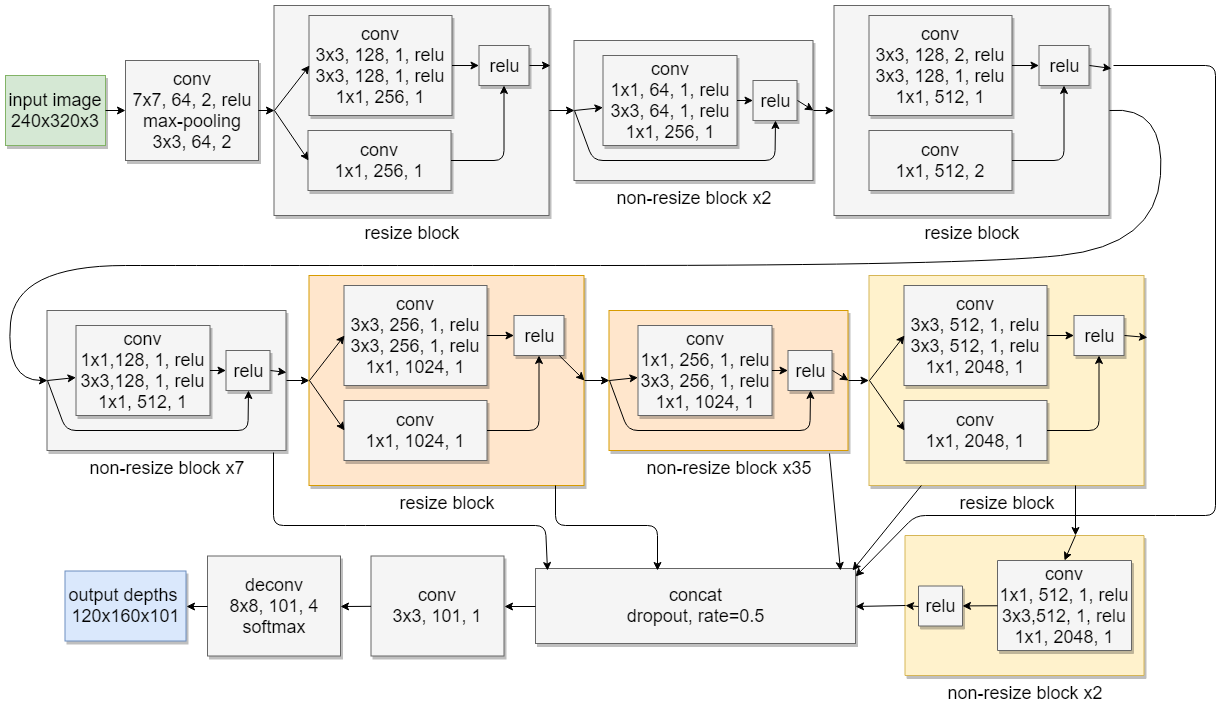 input image
240x320x3
conv
7x7, 64, 2, relu
max-pooling
3x3, 64, 2
conv
3x3, 128, 1, relu
3x3, 128, 1, relu
1x1, 256, 1
relu
conv
1x1, 256, 1
resize block
conv
1x1, 64, 1, relu
3x3, 64, 1, relu
1x1, 256, 1
relu
non-resize block x2
conv
3x3, 128, 2, relu
3x3, 128, 1, relu
1x1, 512, 1
relu
conv
1x1, 512, 2
resize block
conv
1x1,128, 1, relu
3x3,128, 1, relu
1x1, 512, 1
relu
non-resize block x7
conv
3x3, 256, 1, relu
3x3, 256, 1, relu
1x1, 1024, 1
relu
conv
1x1, 1024, 1
resize block
conv
1x1, 256, 1, relu
3x3, 256, 1, relu
1x1, 1024, 1
relu
non-resize block x35
conv
3x3, 512, 1, relu
3x3, 512, 1, relu
1x1, 2048, 1
relu
conv
1x1, 2048, 1
resize block
conv
1x1, 512, 1, relu
3x3,512, 1, relu
1x1, 2048, 1
relu
non-resize block x2
concat
dropout, rate=0.5
conv
3x3, 101, 1
deconv
8x8, 101, 4
softmax
output depths
120x160x101